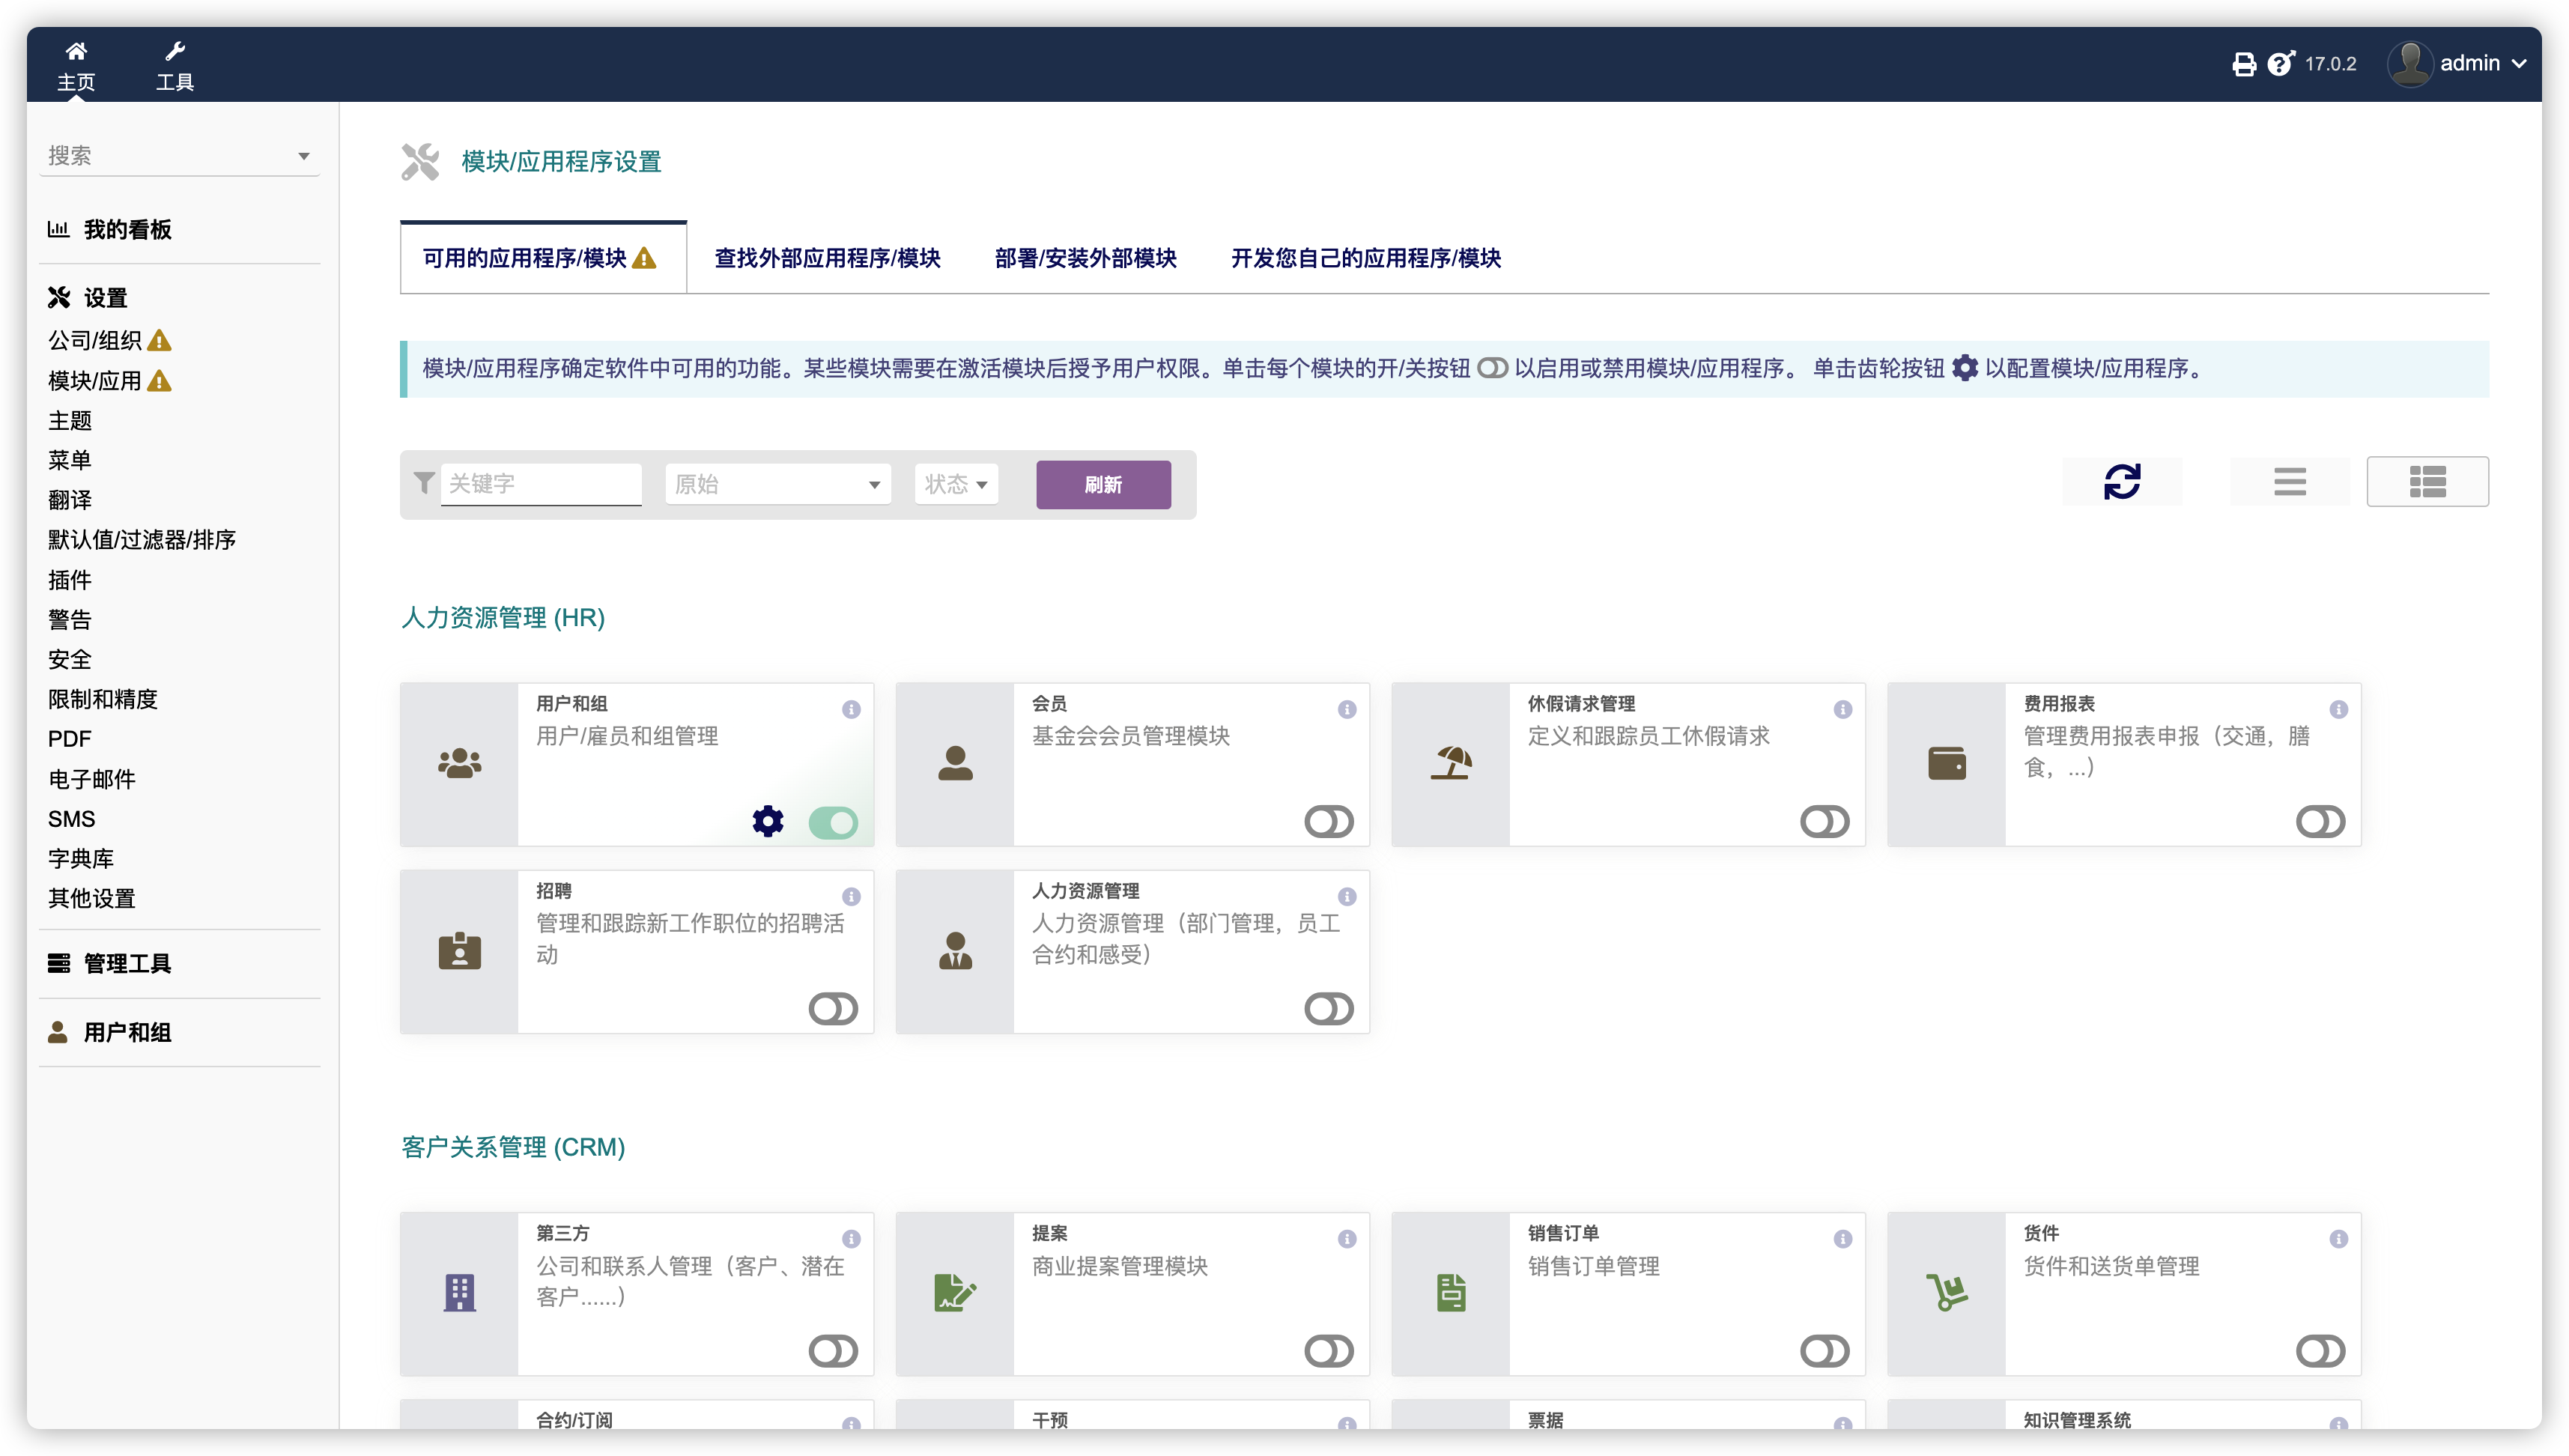 主页
工具
17.0.2
admin
搜索
我的看板
设置
公司/组织
模块/应用
主题
菜单
翻译
默认值/过滤器/排序
插件
警告
安全
限制和精度
PDF
电子邮件
SMS
字典库
其他设置
管理工具
用户和组
模块/应用程序设置
可用的应用程序/模块
查找外部应用程序/模块
部署/安装外部模块
开发您自己的应用程序/模块
模块/应用程序确定软件中可用的功能。某些模块需要在激活模块后授予用户权限。单击每个模块的开/关按钮 以启用或禁用模块/应用程序。 单击齿轮按钮 以配置模块/应用程序。
关键字
原始
状态
刷新
人力资源管理 (HR)
用户和组
用户/雇员和组管理
会员
基金会会员管理模块
休假请求管理
定义和跟踪员工休假请求
费用报表
管理费用报表申报（交通，膳
食，...）
招聘
管理和跟踪新工作职位的招聘活
动
人力资源管理
人力资源管理（部门管理，员工
合约和感受）
客户关系管理 (CRM)
第三方
公司和联系人管理（客户、潜在
客户......）
提案
商业提案管理模块
销售订单
销售订单管理
货件
货件和送货单管理
合约/订阅
干预
票据
知识管理系统